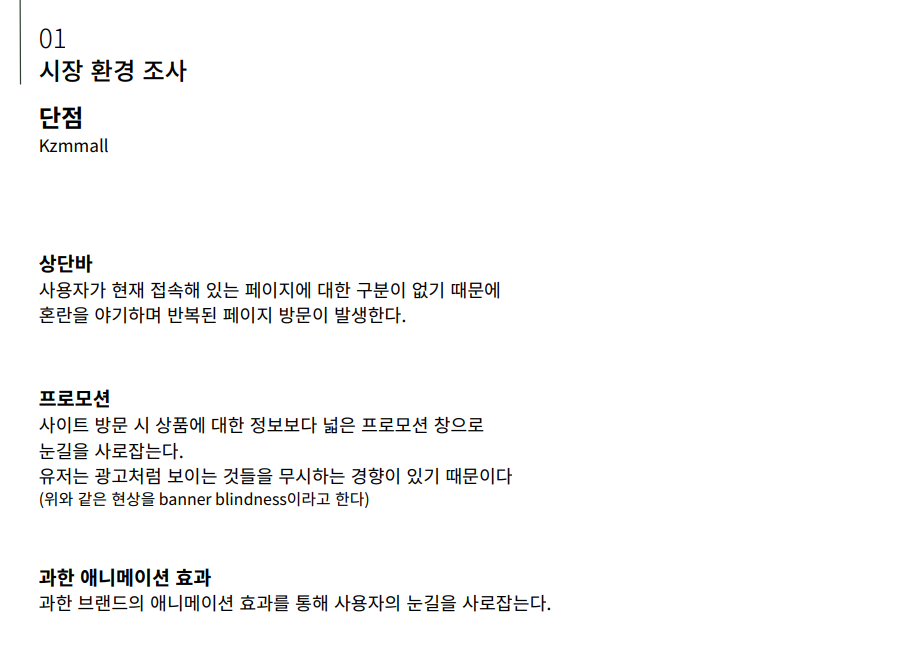 01
시장 환경 조사
단점
Kzmmall
상단바
사용자가 현재 접속해 있는 페이지에 대한 구분이 없기 때문에
혼란을 야기하며 반복된 페이지 방문이 발생한다.
프로모션
사이트 방문 시 상품에 대한 정보보다 넓은 프로모션 창으로
눈길을 사로잡는다.
유저는 광고처럼 보이는 것들을 무시하는 경향이 있기 때문이다
(위와 같은 현상을 banner blindness이라고 한다)
과한 애니메이션 효과
과한 브랜드의 애니메이션 효과를 통해 사용자의 눈길을 사로잡는다.